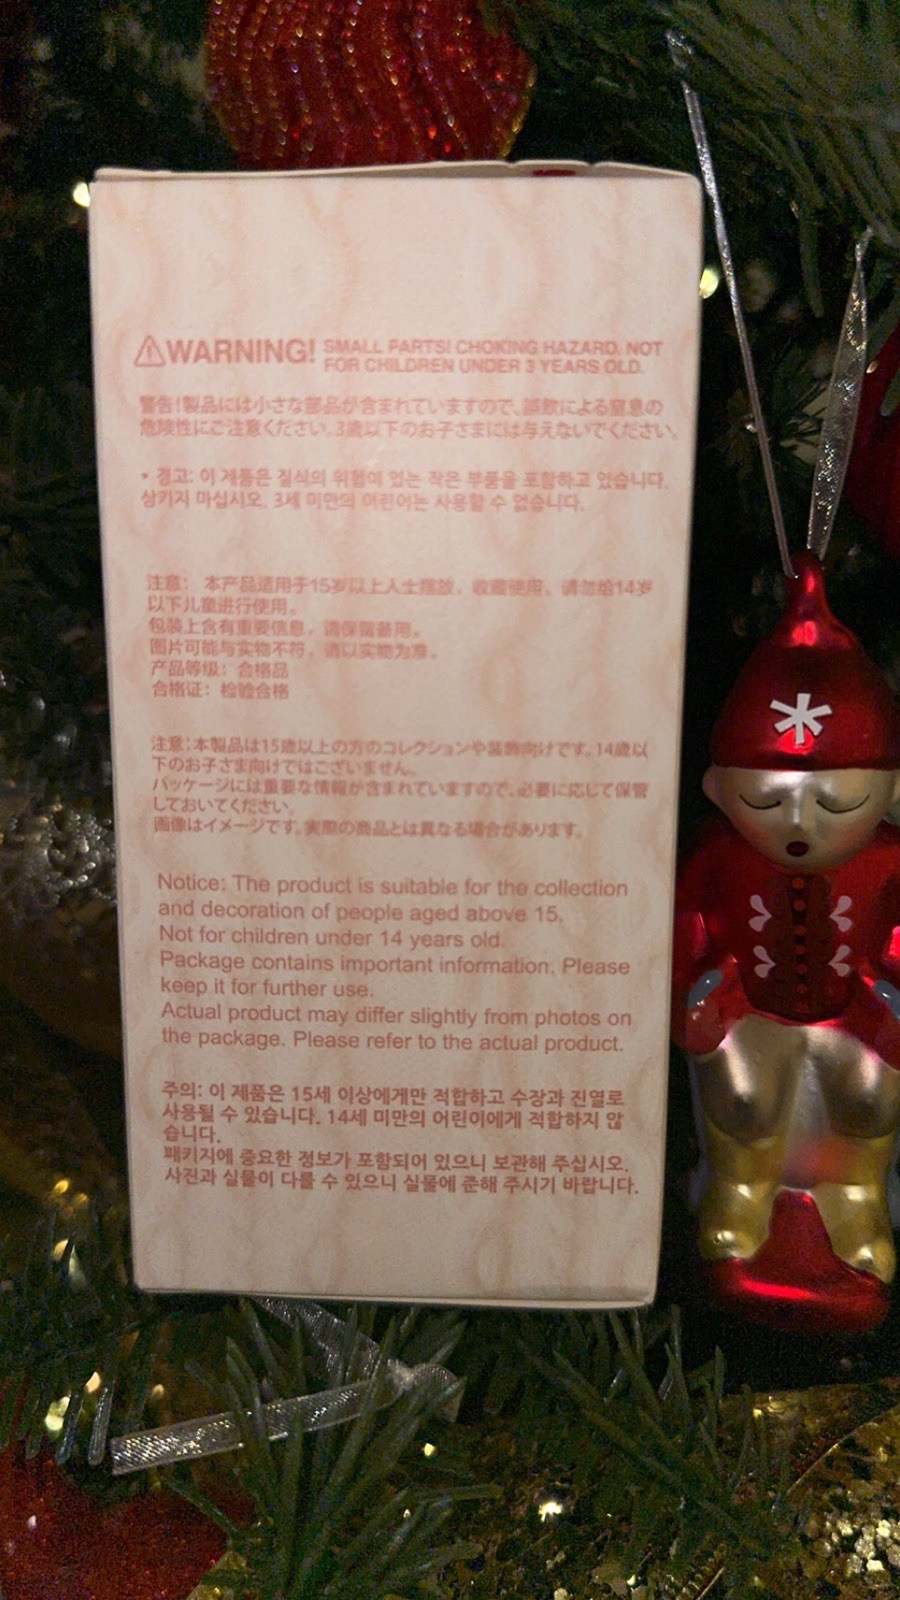 ⚠WARNING! SMALL PARTS! CHOKING HAZARD. NOT
FOR CHILDREN UNDER 3 YEARS OLD.
警告!製品には小さな部品が含まれていますので、誤飲による窒息の
危険性にご注意ください。3歳以下のお子さまには与えないでください。
* 경고: 이 제품은 질식의 위험에 있는 작은 부품을 포함하고 있습니다.
상키지 마십시오. 3세 미만의 어린이는 사용할 수 없습니다.
注意: 本产品适用于15岁以上人士摆放,收藏使用,请勿给14岁
以下儿童进行使用。
包装上含有重要信息,请保留备用。
图片可能与实物不符,请以实物为准。
产品等级:合格品
合格证:检验合格
注意:本製品は15歳以上の方のコレクションや装飾向けです。14歳以
下のお子さま向けではございません。
パッケージには重要な情報が含まれていますので、必要に応じて保管
しておいてください。
画像はイメージです。実際の商品とは異なる場合があります。
Notice: The product is suitable for the collection
and decoration of people aged above 15.
Not for children under 14 years old.
Package contains important information. Please
keep it for further use.
Actual product may differ slightly from photos on
the package. Please refer to the actual product.
주의: 이 제품은 15세 이상에게만 적합하고 수장과 진열로
사용될 수 있습니다. 14세 미만의 어린이에게 적합하지 않
습니다.
패키지에 중요한 정보가 포함되어 있으니 보관해 주십시오.
사진과 실물이 다를 수 있으니 실물에 준해 주시기 바랍니다.